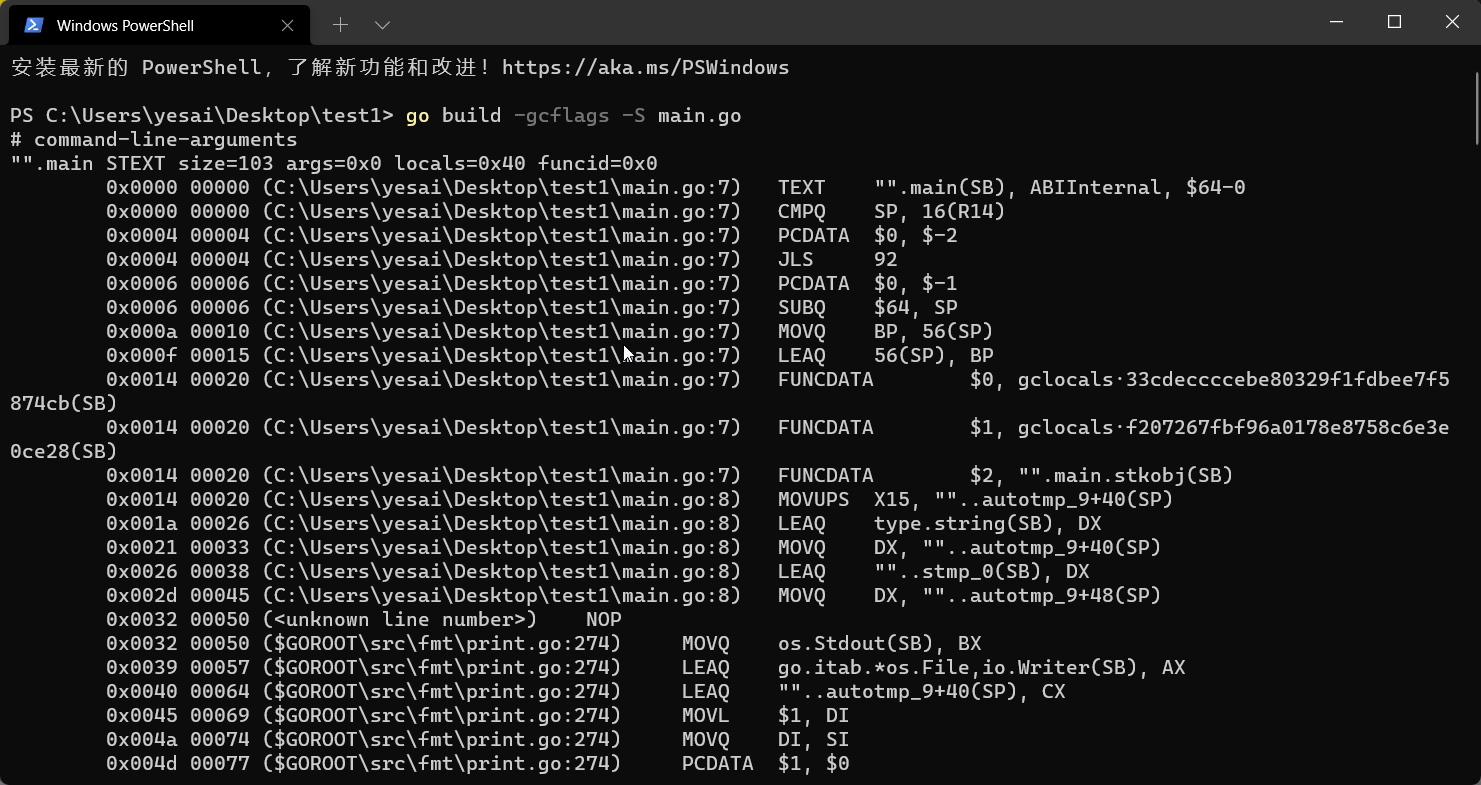 Windows PowerShell
安装最新的 PowerShell，了解新功能和改进！https://aka.ms/PSWindows
PS C:\Users\yesai\Desktop\test1> go build -gcflags -S main.go
# command-line-arguments
"".main STEXT size=103 args=0x0 locals=0x40 funcid=0x0
0x0000 00000 (C:\Users\yesai\Desktop\test1\main.go:7) TEXT "".main(SB), ABIInternal, $64-0
0x0000 00000 (C:\Users\yesai\Desktop\test1\main.go:7) CMPQ SP, 16(R14)
0x0004 00004 (C:\Users\yesai\Desktop\test1\main.go:7) PCDATA $0, $-2
0x0004 00004 (C:\Users\yesai\Desktop\test1\main.go:7) JLS 92
0x0006 00006 (C:\Users\yesai\Desktop\test1\main.go:7) PCDATA $0, $-1
0x0006 00006 (C:\Users\yesai\Desktop\test1\main.go:7) SUBQ $64, SP
0x000a 00010 (C:\Users\yesai\Desktop\test1\main.go:7) MOVQ BP, 56(SP)
0x000f 00015 (C:\Users\yesai\Desktop\test1\main.go:7) LEAQ 56(SP), BP
0x0014 00020 (C:\Users\yesai\Desktop\test1\main.go:7) FUNCDATA $0, gclocals·33cdeccccebe80329f1fdbee7f5
874cb(SB)
0x0014 00020 (C:\Users\yesai\Desktop\test1\main.go:7) FUNCDATA $1, gclocals·f207267fbf96a0178e8758c6e3e
0ce28(SB)
0x0014 00020 (C:\Users\yesai\Desktop\test1\main.go:7) FUNCDATA $2, "".main.stkobj(SB)
0x0014 00020 (C:\Users\yesai\Desktop\test1\main.go:8) MOVUPS X15, ""..autotmp_9+40(SP)
0x001a 00026 (C:\Users\yesai\Desktop\test1\main.go:8) LEAQ type.string(SB), DX
0x0021 00033 (C:\Users\yesai\Desktop\test1\main.go:8) MOVQ DX, ""..autotmp_9+40(SP)
0x0026 00038 (C:\Users\yesai\Desktop\test1\main.go:8) LEAQ ""..stmp_0(SB), DX
0x002d 00045 (C:\Users\yesai\Desktop\test1\main.go:8) MOVQ DX, ""..autotmp_9+48(SP)
0x0032 00050 (<unknown line number>) NOP
0x0032 00050 ($GOROOT\src\fmt\print.go:274) MOVQ os.Stdout(SB), BX
0x0039 00057 ($GOROOT\src\fmt\print.go:274) LEAQ go.itab.*os.File,io.Writer(SB), AX
0x0040 00064 ($GOROOT\src\fmt\print.go:274) LEAQ ""..autotmp_9+40(SP), CX
0x0045 00069 ($GOROOT\src\fmt\print.go:274) MOVL $1, DI
0x004a 00074 ($GOROOT\src\fmt\print.go:274) MOVQ DI, SI
0x004d 00077 ($GOROOT\src\fmt\print.go:274) PCDATA $1, $0